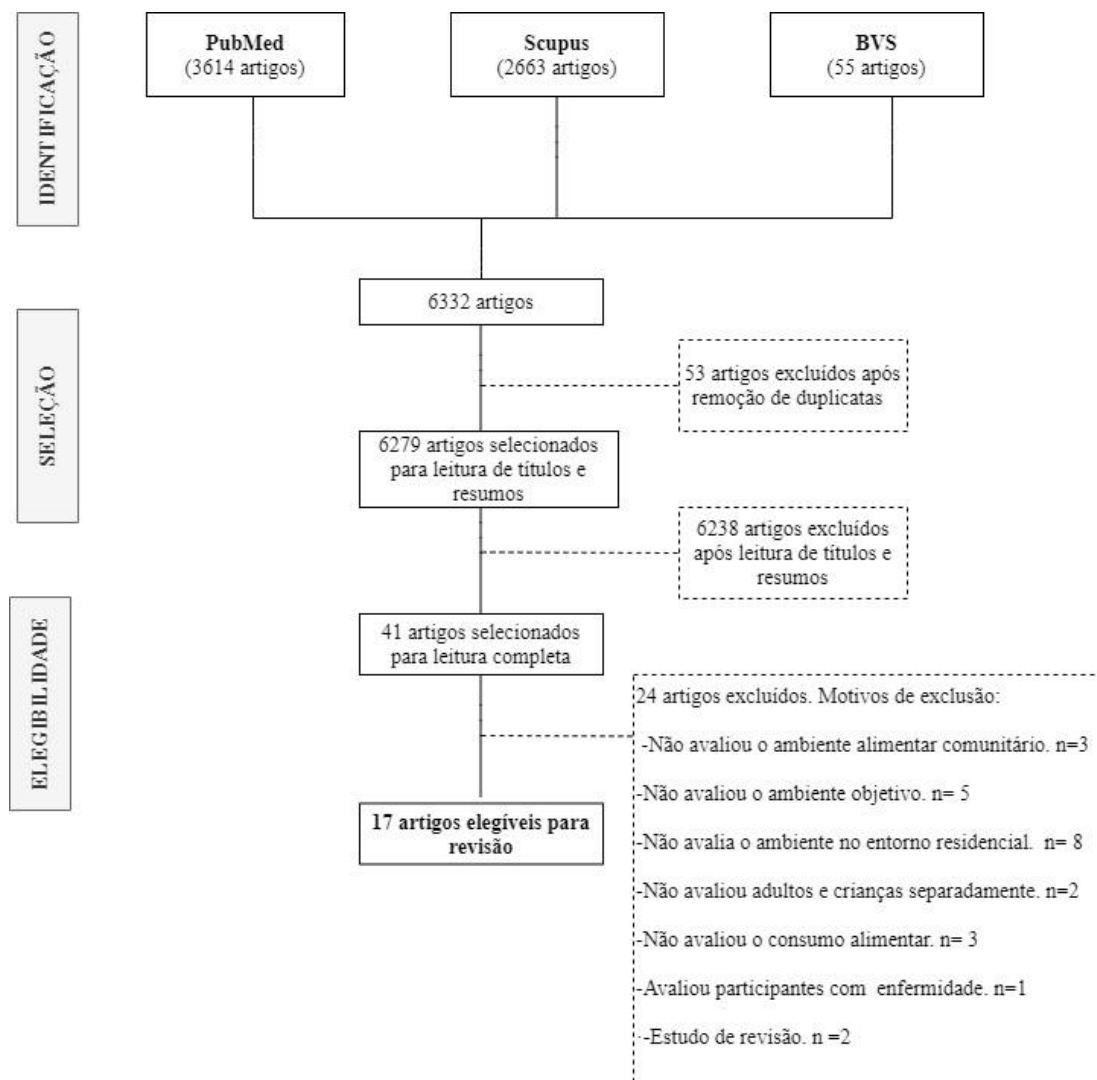 IDENTIFICAÇÃO
PubMed
(3614 artigos)
Scupus
(2663 artigos)
BVS
(55 artigos)
6332 artigos
SELEÇÃO
53 artigos excluídos após
remoção de duplicatas
6279 artigos selecionados
para leitura de títulos e
resumos
6238 artigos excluídos
após leitura de títulos e
resumos
ELEGIBILIDADE
41 artigos selecionados
para leitura completa
24 artigos excluídos. Motivos de exclusão:
-Não avaliou o ambiente alimentar comunitário. n=3
-Não avaliou o ambiente objetivo. n= 5
-Não avalia o ambiente no entorno residencial. n= 8
-Não avaliou adultos e crianças separadamente. n=2
-Não avaliou o consumo alimentar. n= 3
-Avaliou participantes com enfermidade. n=1
·-Estudo de revisão. n =2
17 artigos elegíveis para
revisão